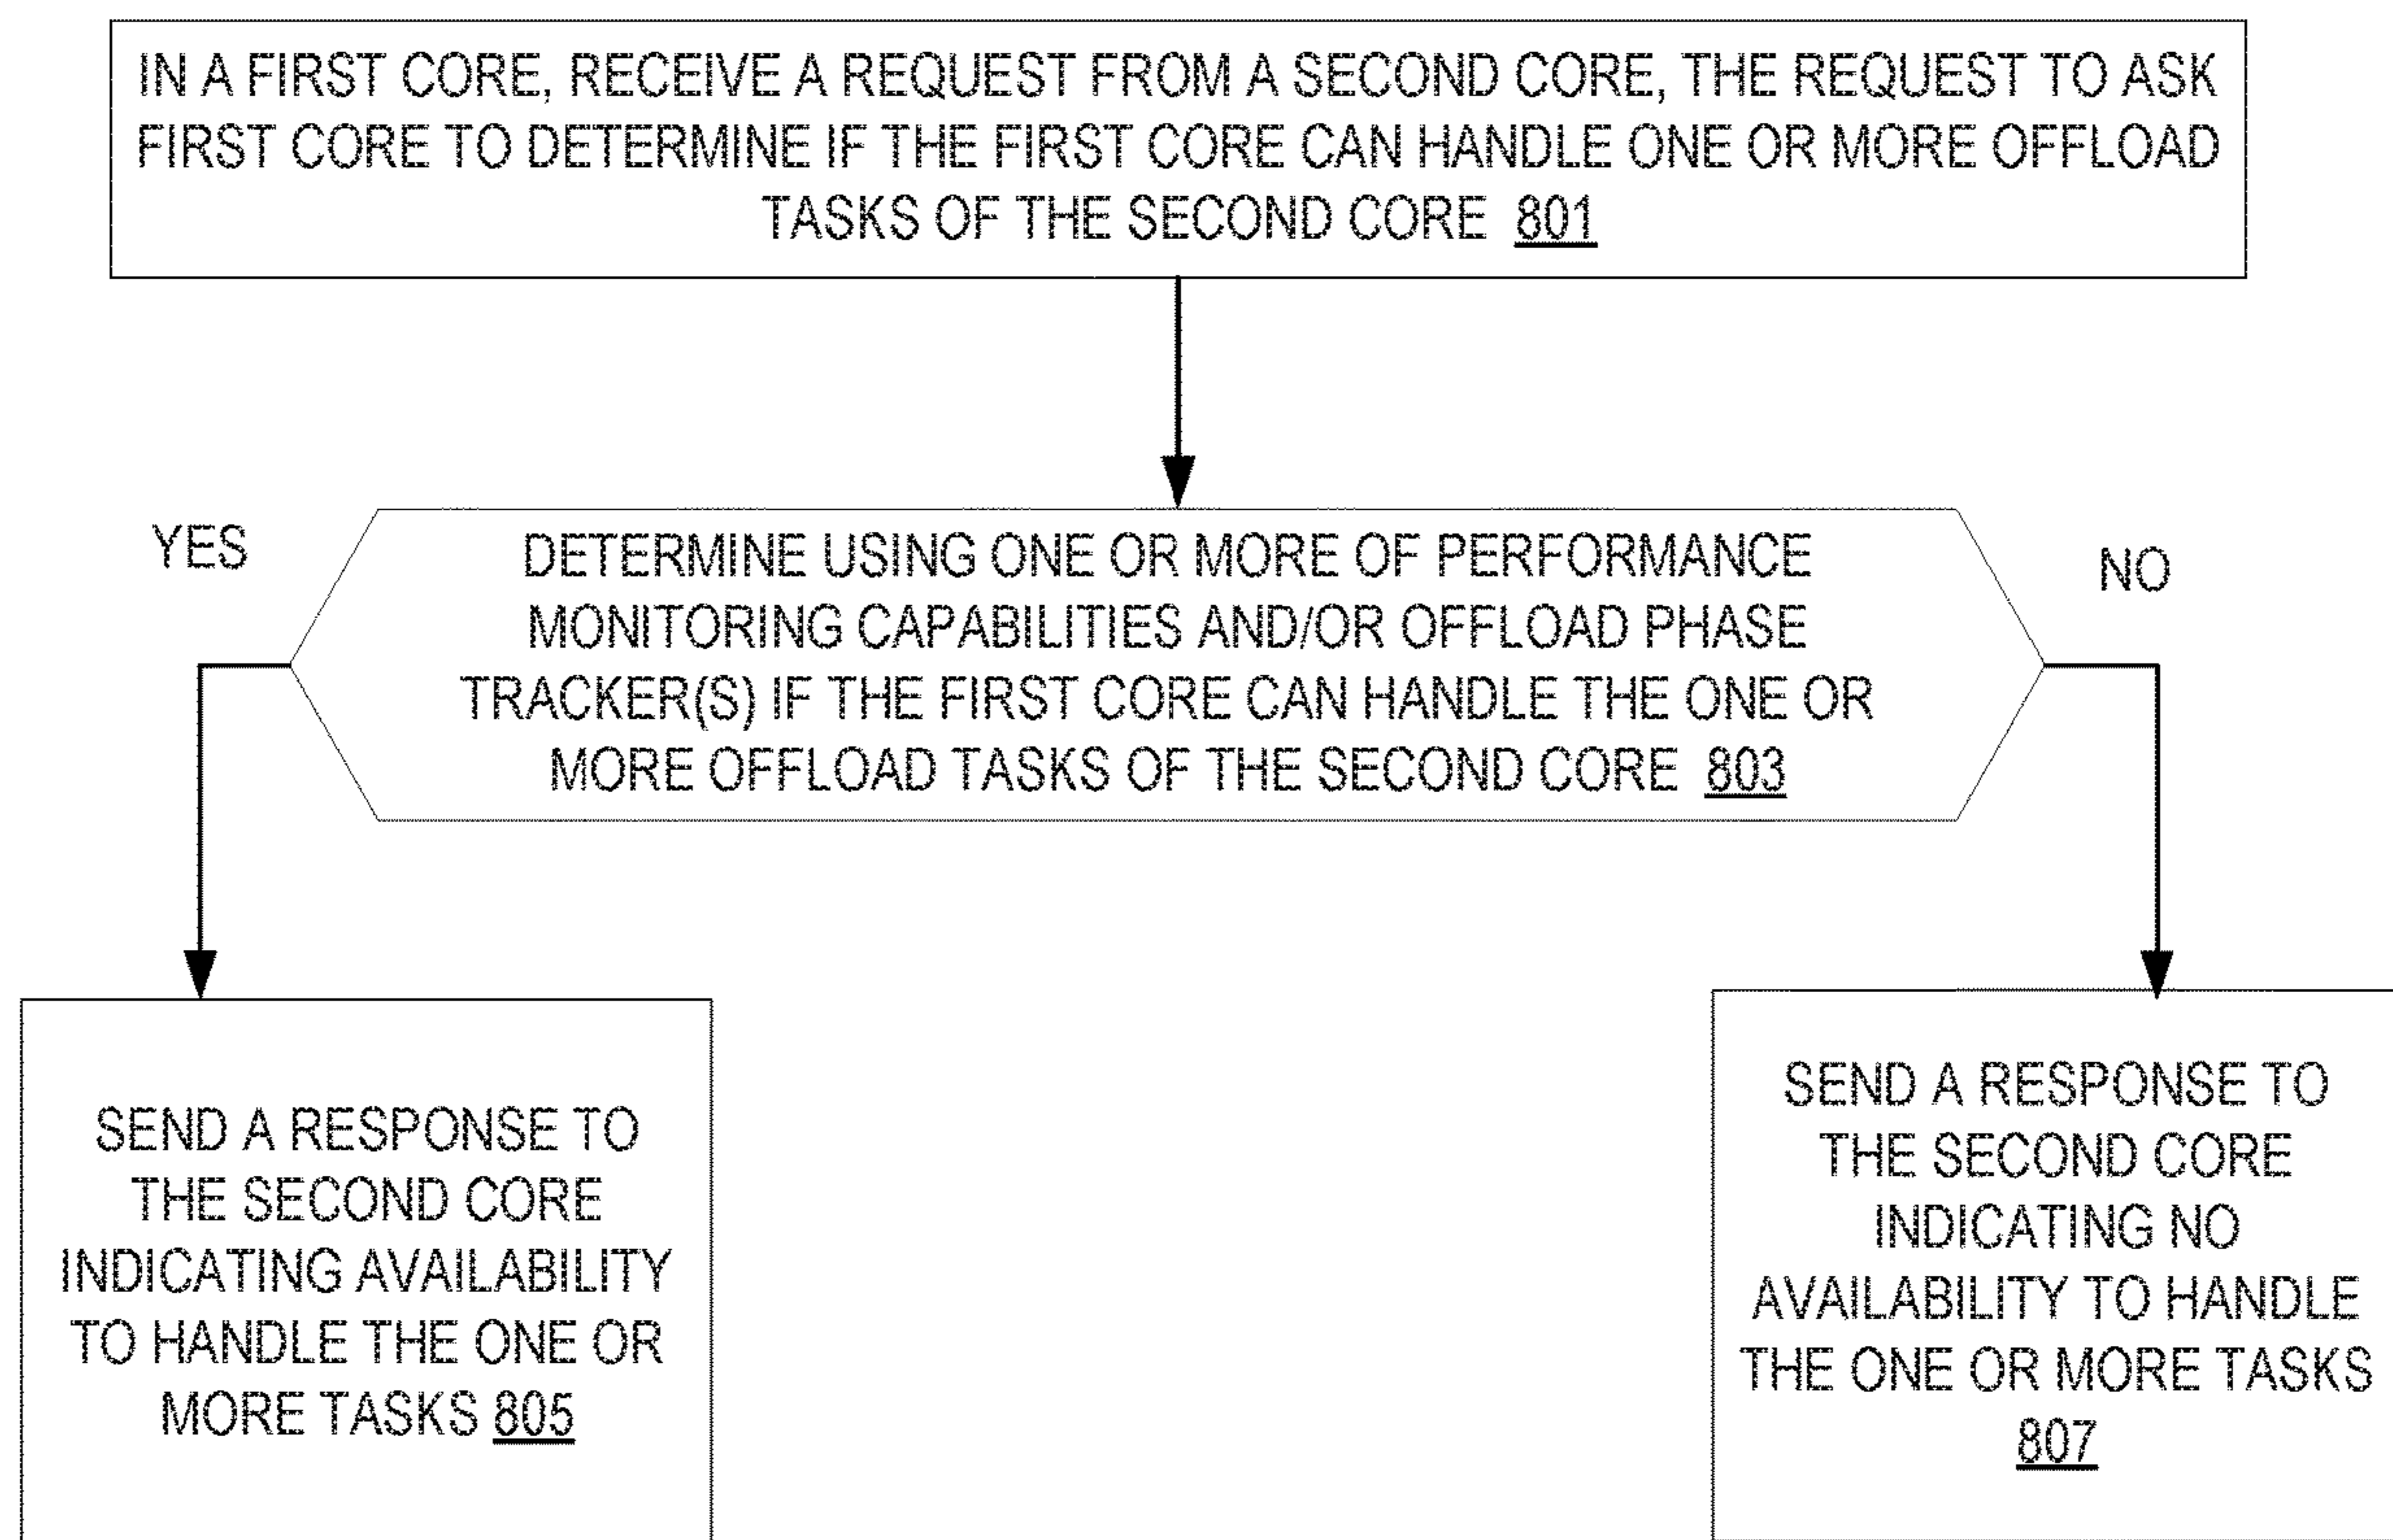 IN A FIRST CORE, RECEIVE A REQUEST FROM A SECOND CORE, THE REQUEST TO ASK
FIRST CORE TO DETERMINE IF THE FIRST CORE CAN HANDLE ONE OR MORE OFFLOAD
TASKS OF THE SECOND CORE 801
YES
DETERMINE USING ONE OR MORE OF PERFORMANCE
MONITORING CAPABILITIES AND/OR OFFLOAD PHASE
TRACKER(S) IF THE FIRST CORE CAN HANDLE THE ONE OR
MORE OFFLOAD TASKS OF THE SECOND CORE 803
NO
SEND A RESPONSE TO
THE SECOND CORE
INDICATING AVAILABILITY
TO HANDLE THE ONE OR
MORE TASKS 805
SEND A RESPONSE TO
THE SECOND CORE
INDICATING NO
AVAILABILITY TO HANDLE
THE ONE OR MORE TASKS
807